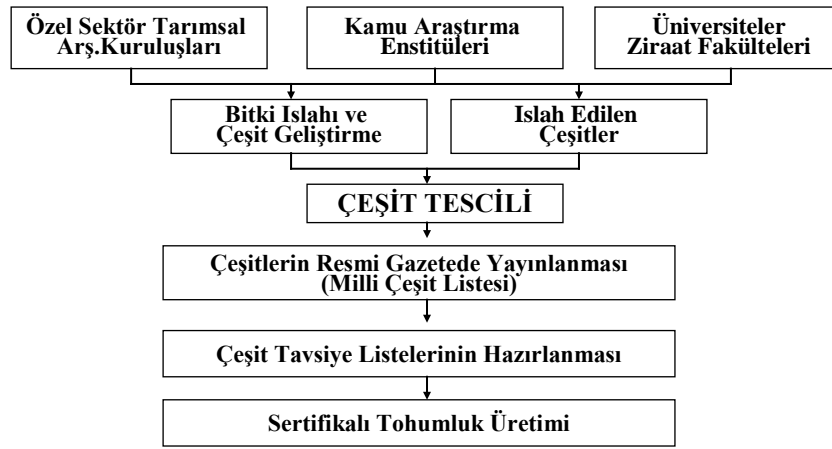 Özel Sektör Tarımsal
Arş.Kuruluşları
Kamu Araştırma
Enstitüleri
Üniversiteler
Ziraat Fakülteleri
Bitki Islahı ve
Çeşit Geliştirme
Islah Edilen
Çeşitler
ÇEŞİT TESCİLİ
Çeşitlerin Resmi Gazetede Yayınlanması
(Milli Çeşit Listesi)
Çeşit Tavsiye Listelerinin Hazırlanması
Sertifikalı Tohumluk Üretimi